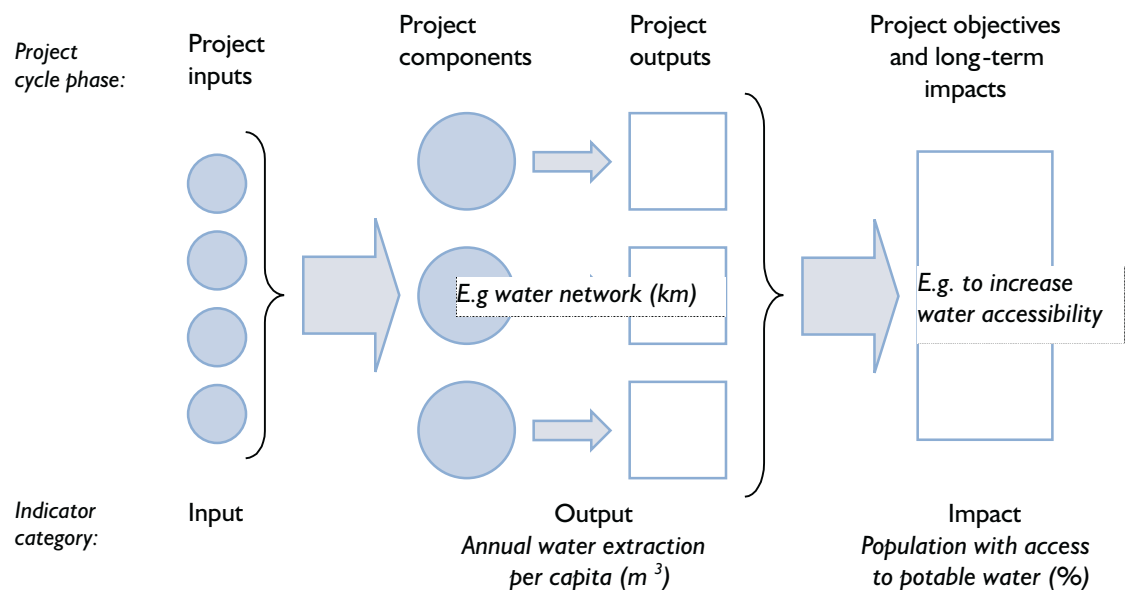 Project
cycle phase:
Project
inputs
Project
components
Project
outputs
Project objectives
and long-term
impacts
E.g water network (km)
E.g. to increase
water accessibility
Indicator
category:
Input
Output
Annual water extraction
per capita (m ³)
Impact
Population with access
to potable water (%)